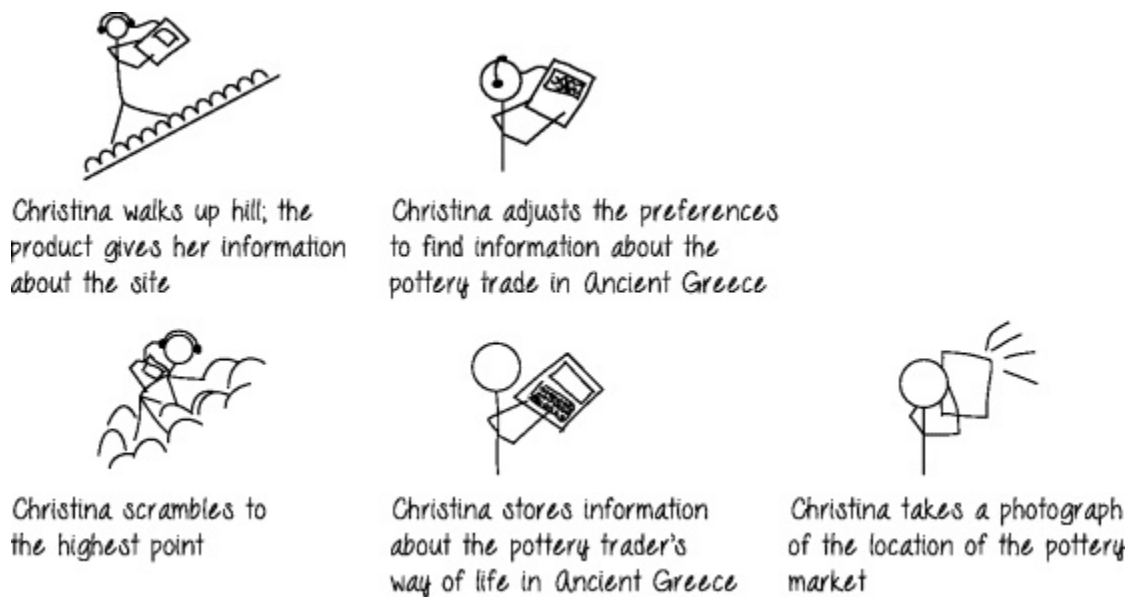 Christina walks up hill; the
product gives her information
about the site
Christina adjusts the preferences
to find information about the
pottery trade in Ancient Greece
Christina scrambles to
the highest point
Christina stores information
about the pottery trader's
way of life in Ancient Greece
Christina takes a photograph
of the location of the pottery
market